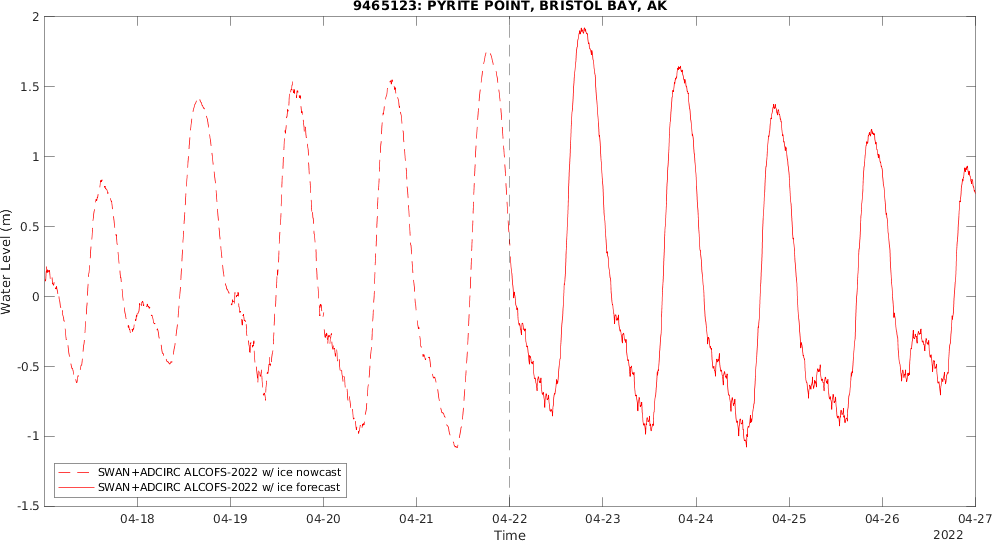 9465123: PYRITE POINT, BRISTOL BAY, AK
Water Level (m)
2
1.5
1
0.5
0
-0.5
-1
-1.5
SWAN+ADCIRC ALCOFS-2022 w/ ice nowcast
SWAN+ADCIRC ALCOFS-2022 w/ ice forecast
04-18 04-19 04-20 04-21 04-22 04-23 04-24 04-25 04-26 04-27
Time
2022